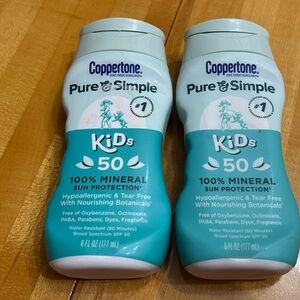 Coppertone
Pure & Simple
#1
KiDs
50
100% MINERAL
SUN PROTECTION*
Hypoallergenic & Tear Free
With Nourishing Botanicals†
Free of Oxybenzone, Octinoxate,
PABA, Parabens, Dyes, Fragrance
Water Resistant (80 Minutes)
Broad Spectrum SPF 50
6 FL OZ (177 mL)
Coppertone
Pure & Simple
#1
KiDs
50
100% MINERAL
SUN PROTECTION*
Hypoallergenic & Tear Free
With Nourishing Botanicals†
Free of Oxybenzone, Octinoxate,
PABA, Parabens, Dyes, Fragrance
Water Resistant (80 Minutes)
Broad Spectrum SPF 50
6 FL OZ (177 mL)